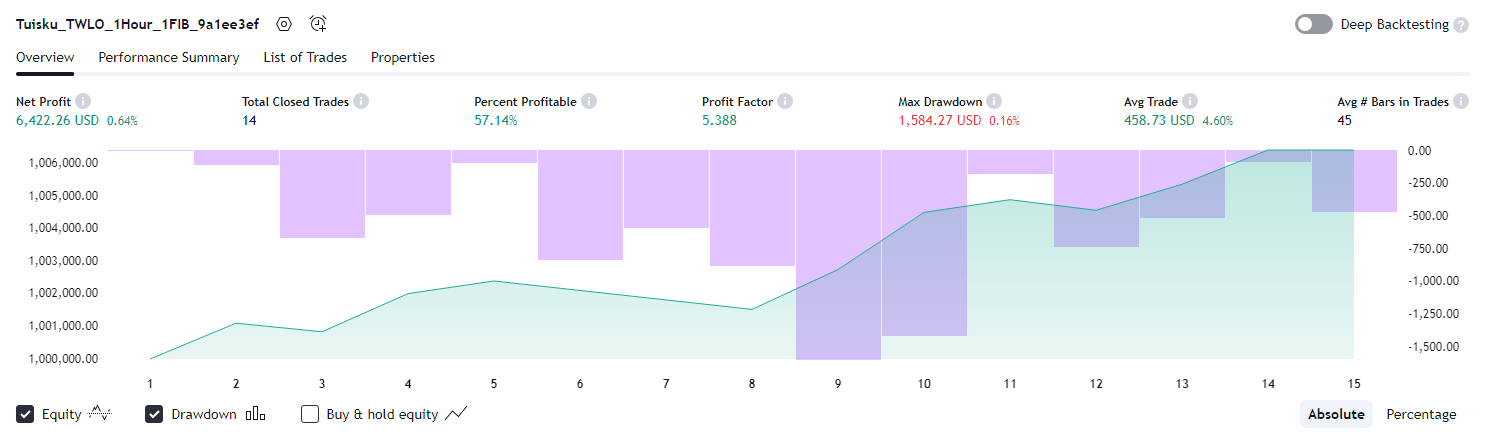 Tuisku_TWLO_1Hour_1FIB_9a1ee3ef Deep Backtesting ?
Overview Performance Summary List of Trades Properties
Net Profit Total Closed Trades Percent Profitable Profit Factor Max Drawdown Avg Trade Avg # Bars in Trades
6,422.26 USD 0.64% 14 57.14% 5.388 1,584.27 USD 0.16% 458.73 USD 4.60% 45
1,006,000.00 0.00
1,005,000.00 -250.00
1,004,000.00 -500.00
1,003,000.00 -750.00
1,002,000.00 -1,000.00
1,001,000.00 -1,250.00
1,000,000.00 -1,500.00
1 2 3 4 5 6 7 8 9 10 11 12 13 14 15
Equity Drawdown Buy & hold equity Absolute Percentage